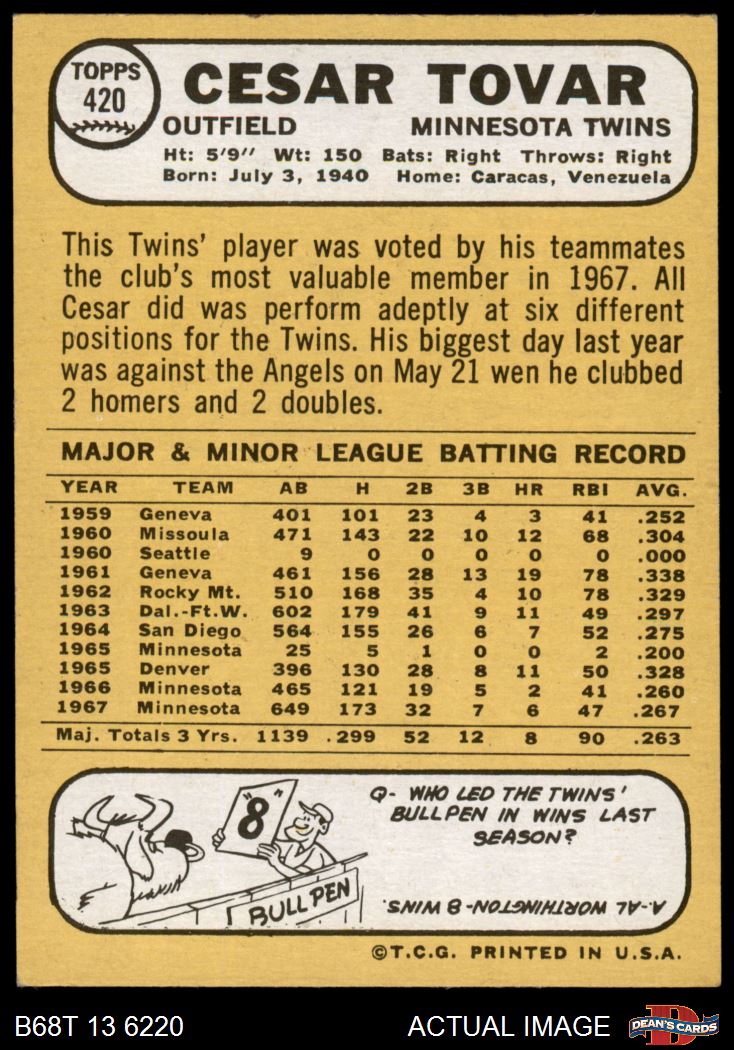 TOPPS
420
CESAR TOVAR
OUTFIELD MINNESOTA TWINS
Ht: 5'9" Wt: 150 Bats: Right Throws: Right
Born: July 3, 1940 Home: Caracas, Venezuela
This Twins' player was voted by his teammates
the club's most valuable member in 1967. All
Cesar did was perform adeptly at six different
positions for the Twins. His biggest day last year
was against the Angels on May 21 wen he clubbed
2 homers and 2 doubles.
MAJOR & MINOR LEAGUE BATTING RECORD
YEAR TEAM AB H 2B 3B HR RBI AVG.
1959 Geneva 401 101 23 4 3 41 .252
1960 Missoula 471 143 22 10 12 68 .304
1960 Seattle 9 0 0 0 0 0 .000
1961 Geneva 461 156 28 13 19 78 .338
1962 Rocky Mt. 510 168 35 4 10 78 .329
1963 Dal.-Ft.W. 602 179 41 9 11 49 .297
1964 San Diego 564 155 26 6 7 52 .275
1965 Minnesota 25 5 1 0 0 2 .200
1965 Denver 396 130 28 8 11 50 .328
1966 Minnesota 465 121 19 5 2 41 .260
1967 Minnesota 649 173 32 7 6 47 .267
Maj. Totals 3 Yrs. 1139 .299 52 12 8 90 .263
"8"
BULL PEN
Q- WHO LED THE TWINS'
BULLPEN IN WINS LAST
SEASON?
A-AL WORTHINGTON-8 WINS.
©T.C.G. PRINTED IN U.S.A.
B68T 13 6220 ACTUAL IMAGE
D
DEAN'S CARDS